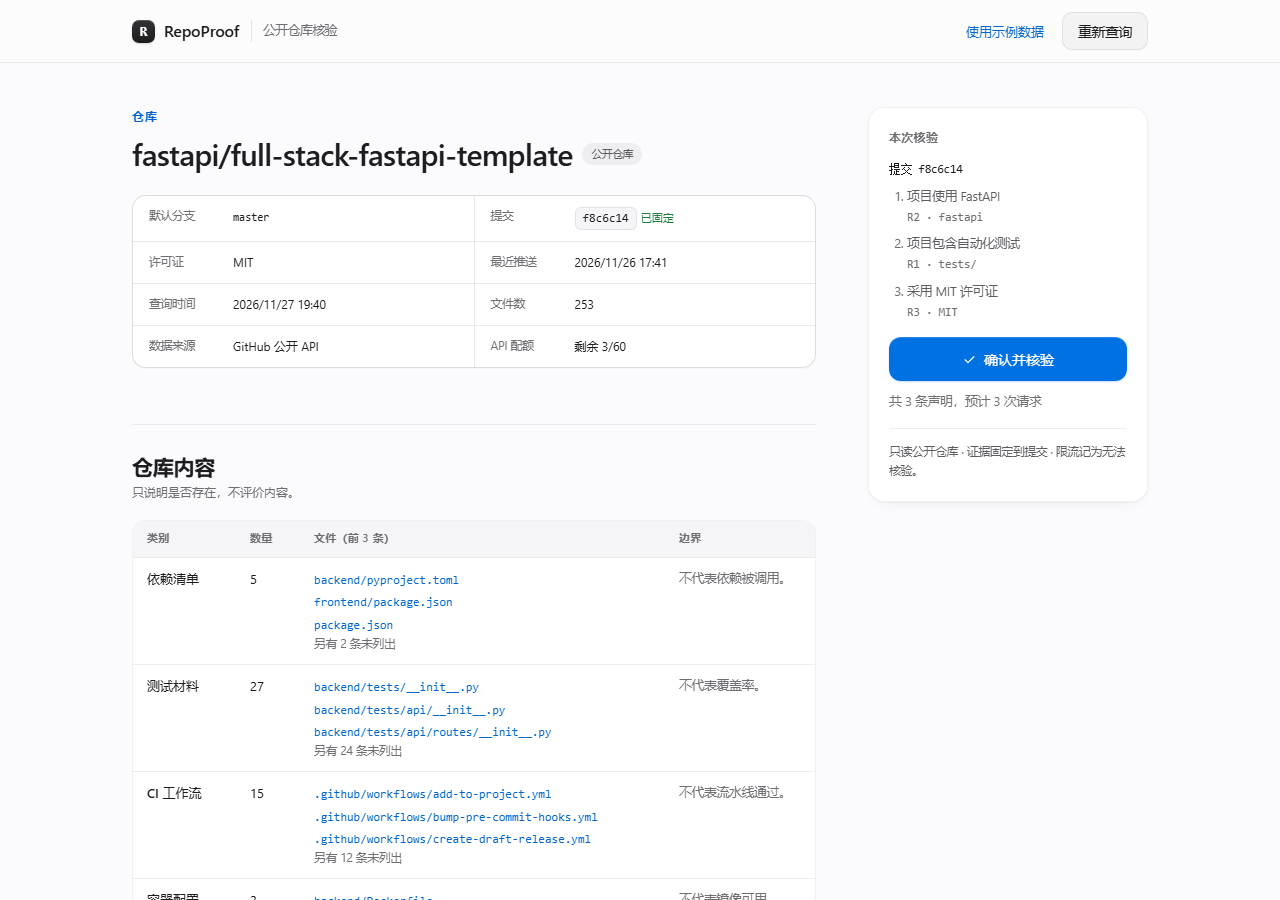 R RepoProof 公开仓库核验 使用示例数据 重新查询
仓库
fastapi/full-stack-fastapi-template 公开仓库
默认分支 master 提交 f8c6c14 已固定
许可证 MIT 最近推送 2026/11/26 17:41
查询时间 2026/11/27 19:40 文件数 253
数据来源 GitHub 公开 API API 配额 剩余 3/60
仓库内容
只说明是否存在，不评价内容。
类别 数量 文件（前 3 条） 边界
依赖清单 5 backend/pyproject.toml 不代表依赖被调用。
frontend/package.json
package.json
另有 2 条未列出
测试材料 27 backend/tests/__init__.py 不代表覆盖率。
backend/tests/api/__init__.py
backend/tests/api/routes/__init__.py
另有 24 条未列出
CI 工作流 15 .github/workflows/add-to-project.yml 不代表流水线通过。
.github/workflows/bump-pre-commit-hooks.yml
.github/workflows/create-draft-release.yml
另有 12 条未列出
容器配置 backend/Dockerfile 不代表镜像可用
本次核验
提交 f8c6c14
1. 项目使用 FastAPI
R2 · fastapi
2. 项目包含自动化测试
R1 · tests/
3. 采用 MIT 许可证
R3 · MIT
确认并核验
共 3 条声明，预计 3 次请求
只读公开仓库 · 证据固定到提交 · 限流记为无法
核验。